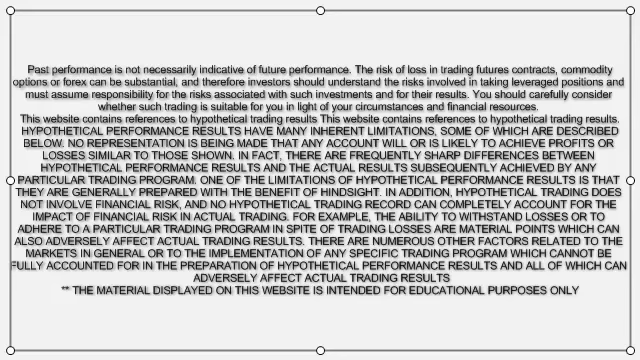 Past performance is not necessarily indicative of future performance. The risk of loss in trading futures contracts, commodity
options or forex can be substantial, and therefore investors should understand the risks involved in taking leveraged positions and
must assume responsibility for the risks associated with such investments and for their results. You should carefully consider
whether such trading is suitable for you in light of your circumstances and financial resources.
This website contains references to hypothetical trading results This website contains references to hypothetical trading results.
HYPOTHETICAL PERFORMANCE RESULTS HAVE MANY INHERENT LIMITATIONS, SOME OF WHICH ARE DESCRIBED
BELOW. NO REPRESENTATION IS BEING MADE THAT ANY ACCOUNT WILL OR IS LIKELY TO ACHIEVE PROFITS OR
LOSSES SIMILAR TO THOSE SHOWN. IN FACT, THERE ARE FREQUENTLY SHARP DIFFERENCES BETWEEN
HYPOTHETICAL PERFORMANCE RESULTS AND THE ACTUAL RESULTS SUBSEQUENTLY ACHIEVED BY ANY
PARTICULAR TRADING PROGRAM. ONE OF THE LIMITATIONS OF HYPOTHETICAL PERFORMANCE RESULTS IS THAT
THEY ARE GENERALLY PREPARED WITH THE BENEFIT OF HINDSIGHT. IN ADDITION, HYPOTHETICAL TRADING DOES
NOT INVOLVE FINANCIAL RISK, AND NO HYPOTHETICAL TRADING RECORD CAN COMPLETELY ACCOUNT FOR THE
IMPACT OF FINANCIAL RISK IN ACTUAL TRADING. FOR EXAMPLE, THE ABILITY TO WITHSTAND LOSSES OR TO
ADHERE TO A PARTICULAR TRADING PROGRAM IN SPITE OF TRADING LOSSES ARE MATERIAL POINTS WHICH CAN
ALSO ADVERSELY AFFECT ACTUAL TRADING RESULTS. THERE ARE NUMEROUS OTHER FACTORS RELATED TO THE
MARKETS IN GENERAL OR TO THE IMPLEMENTATION OF ANY SPECIFIC TRADING PROGRAM WHICH CANNOT BE
FULLY ACCOUNTED FOR IN THE PREPARATION OF HYPOTHETICAL PERFORMANCE RESULTS AND ALL OF WHICH CAN
ADVERSELY AFFECT ACTUAL TRADING RESULTS
** THE MATERIAL DISPLAYED ON THIS WEBSITE IS INTENDED FOR EDUCATIONAL PURPOSES ONLY